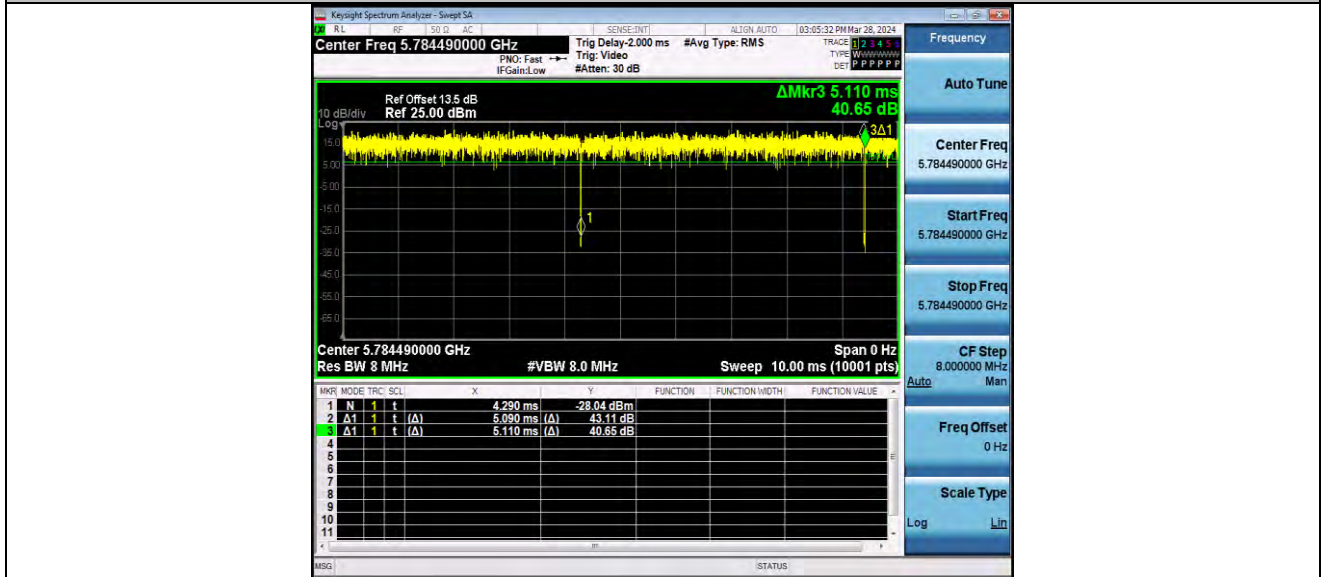 Keysight Spectrum Analyzer - Swept SA
RL RF 50 Ω AC SENSE:INT ALIGN AUTO 03:05:32 PM Mar 28, 2024
Center Freq 5.784490000 GHz
PNO: Fast
IFGain:Low
Trig Delay-2.000 ms
Trig: Video
#Atten: 30 dB
#Avg Type: RMS
TRACE 1 2 3 4 5 6
TYPE WWWWWW
DET P P P P P P
Frequency
Auto Tune
ΔMkr3 5.110 ms
40.65 dB
Ref Offset 13.5 dB
10 dB/div Ref 25.00 dBm
Log
3Δ1
15.0
5.00
-5.00
-15.0
1
-25.0
-35.0
-45.0
-55.0
-65.0
Center Freq
5.784490000 GHz
Start Freq
5.784490000 GHz
Stop Freq
5.784490000 GHz
Center 5.784490000 GHz Span 0 Hz
Res BW 8 MHz #VBW 8.0 MHz Sweep 10.00 ms (10001 pts)
CF Step
8.000000 MHz
Auto Man
MKR MODE TRC SCL X Y FUNCTION FUNCTION WIDTH FUNCTION VALUE
1 N 1 t 4.290 ms -28.04 dBm
2 Δ1 1 t (Δ) 5.090 ms (Δ) 43.11 dB
3 Δ1 1 t (Δ) 5.110 ms (Δ) 40.65 dB
4
5
6
7
8
9
10
11
Freq Offset
0 Hz
Scale Type
Log Lin
MSG STATUS